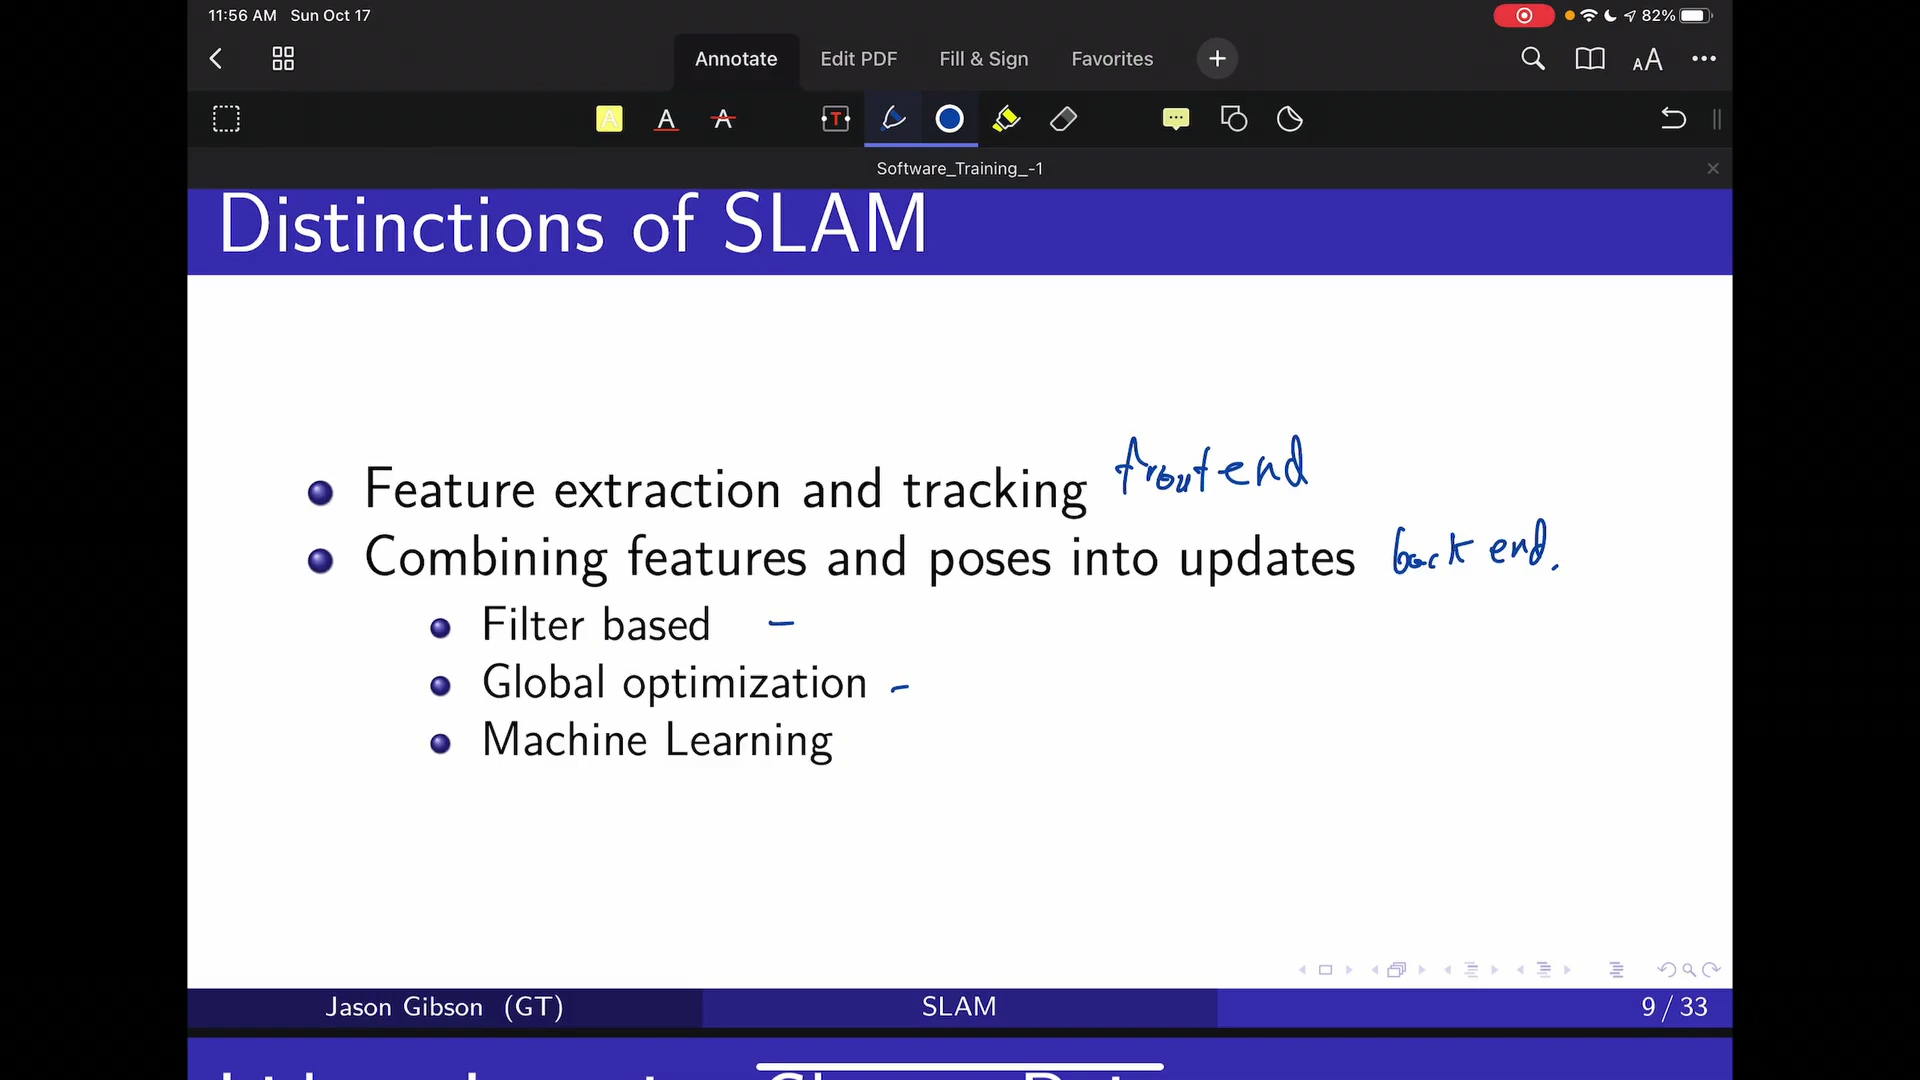 11:56 AM Sun Oct 17
82%
Annotate Edit PDF Fill & Sign Favorites
AA
A A A T
Software_Training_-1
Distinctions of SLAM
Feature extraction and tracking frontend
Combining features and poses into updates back end.
Filter based –
Global optimization –
Machine Learning
Jason Gibson (GT) SLAM 9 / 33